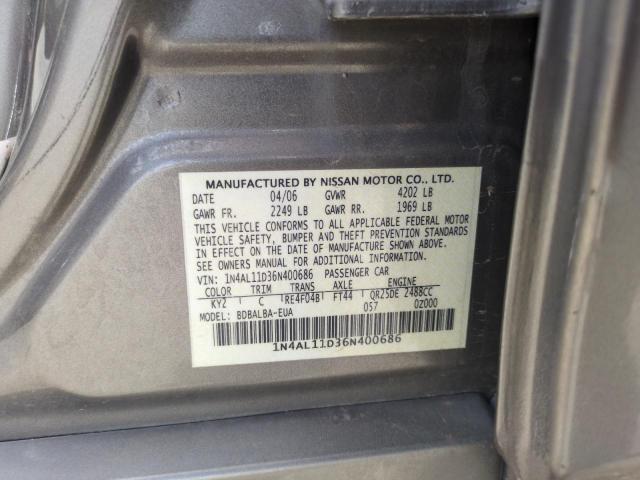 MANUFACTURED BY NISSAN MOTOR CO., LTD.
DATE 04/06 GVWR 4202 LB
GAWR FR. 2249 LB GAWR RR. 1969 LB
THIS VEHICLE CONFORMS TO ALL APPLICABLE FEDERAL MOTOR
VEHICLE SAFETY, BUMPER AND THEFT PREVENTION STANDARDS
IN EFFECT ON THE DATE OF MANUFACTURE SHOWN ABOVE.
SEE OWNERS MANUAL FOR ADDITIONAL INFORMATION.
VIN: 1N4AL11D36N400686 PASSENGER CAR
COLOR TRIM TRANS AXLE ENGINE
KY2 C RE4F04B FT44 QR25DE 2488CC
MODEL: BDBALBA-EUA 057 0Z000
1N4AL11D36N400686